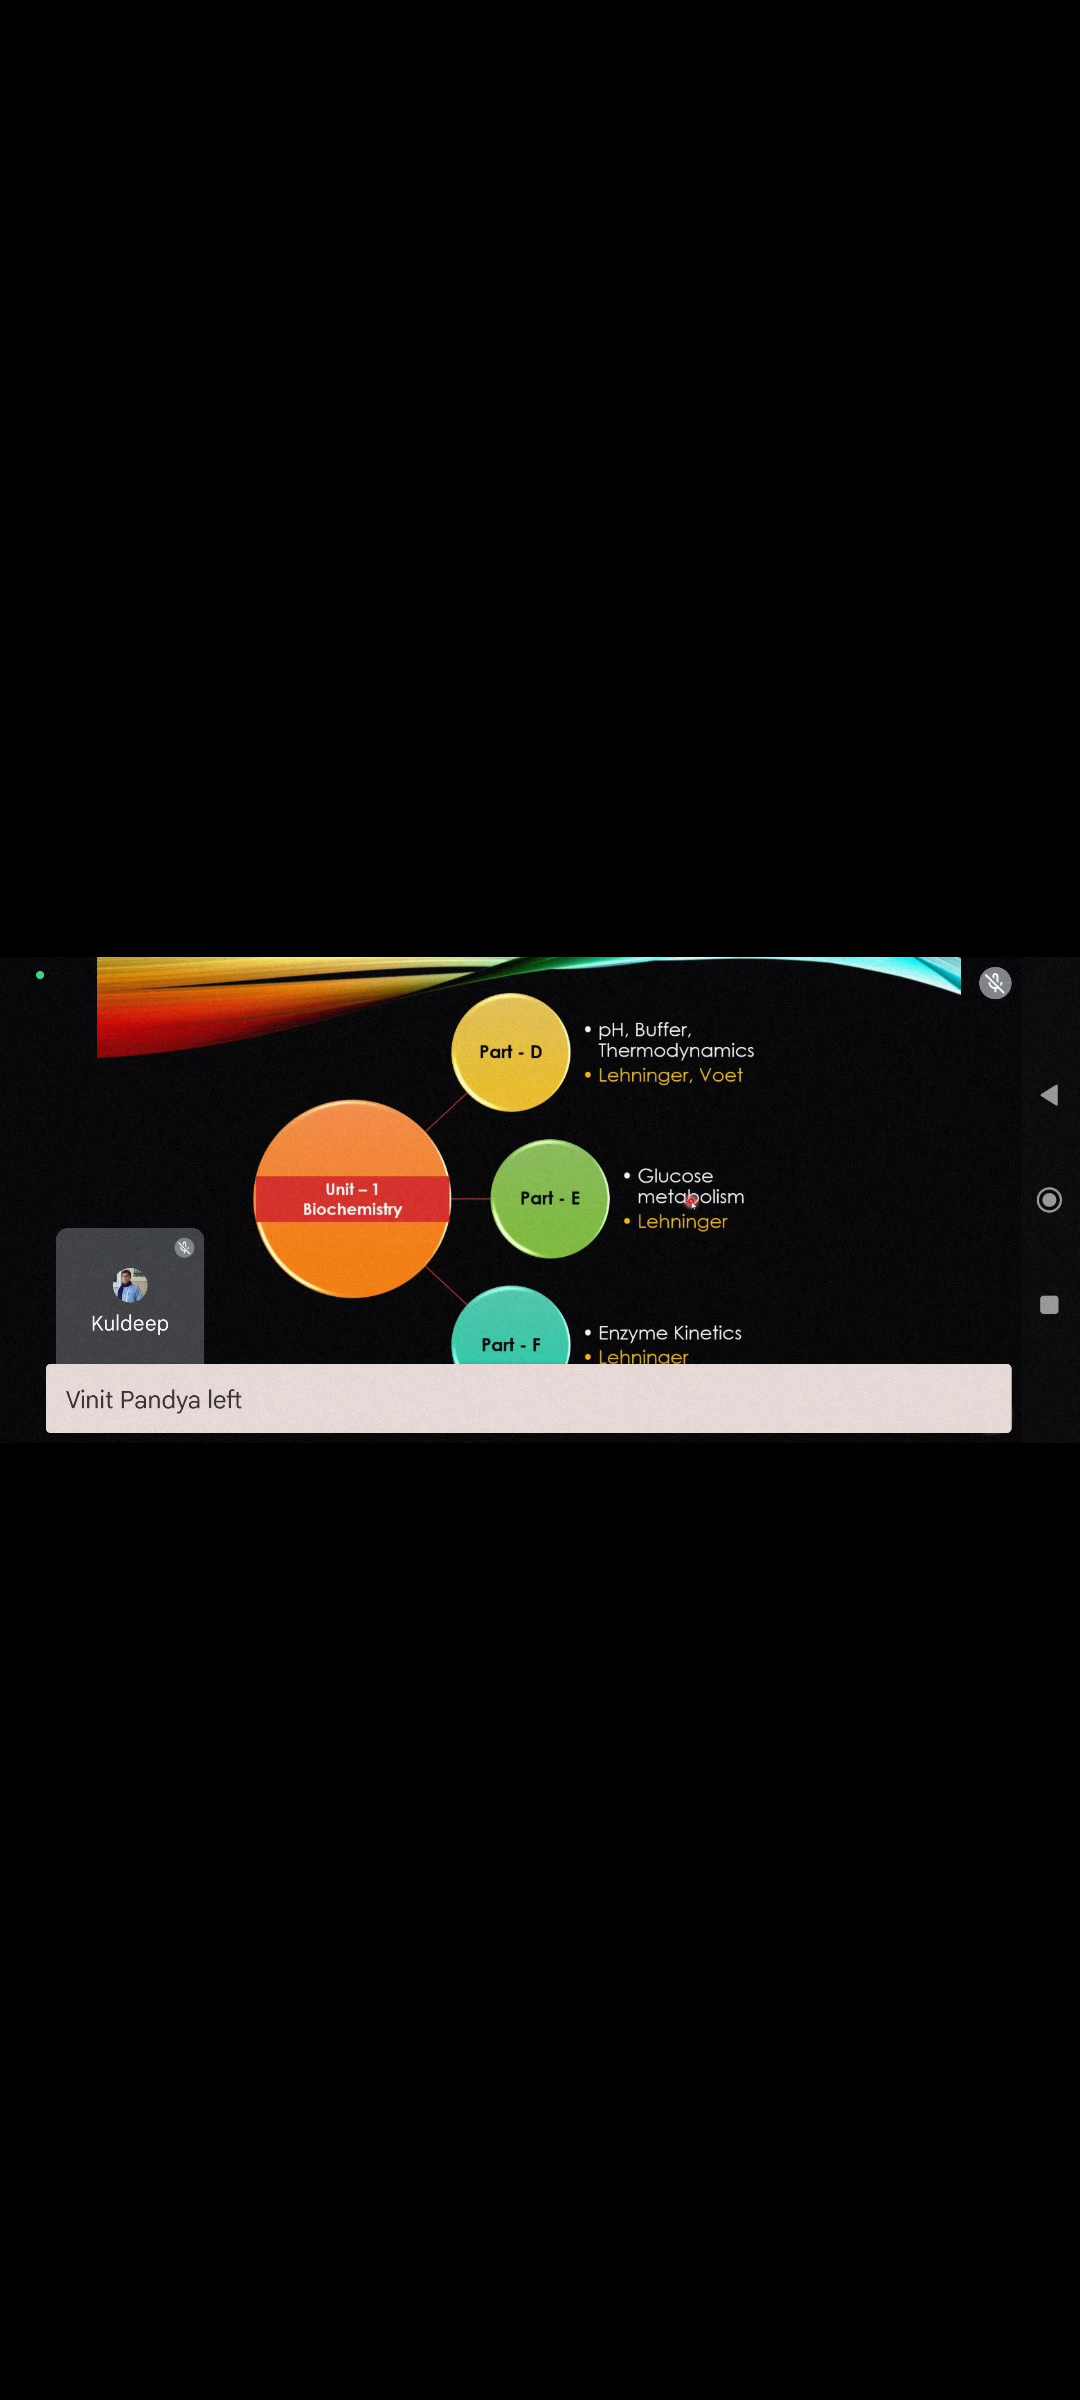 Part - D
• pH, Buffer,
Thermodynamics
• Lehninger, Voet
Unit – 1
Biochemistry
Part - E
• Glucose
metabolism
• Lehninger
Part - F
• Enzyme Kinetics
• Lehninger
Kuldeep
Vinit Pandya left